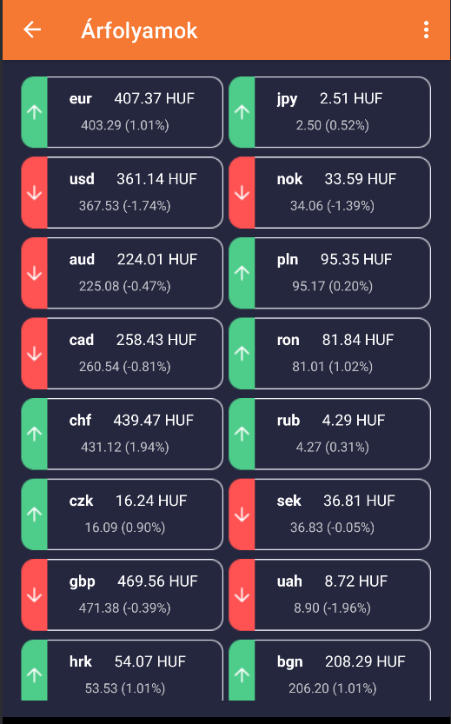 Árfolyamok
eur 407.37 HUF
403.29 (1.01%)
jpy 2.51 HUF
2.50 (0.52%)
usd 361.14 HUF
367.53 (-1.74%)
nok 33.59 HUF
34.06 (-1.39%)
aud 224.01 HUF
225.08 (-0.47%)
pln 95.35 HUF
95.17 (0.20%)
cad 258.43 HUF
260.54 (-0.81%)
ron 81.84 HUF
81.01 (1.02%)
chf 439.47 HUF
431.12 (1.94%)
rub 4.29 HUF
4.27 (0.31%)
czk 16.24 HUF
16.09 (0.90%)
sek 36.81 HUF
36.83 (-0.05%)
gbp 469.56 HUF
471.38 (-0.39%)
uah 8.72 HUF
8.90 (-1.96%)
hrk 54.07 HUF
53.53 (1.01%)
bgn 208.29 HUF
206.20 (1.01%)